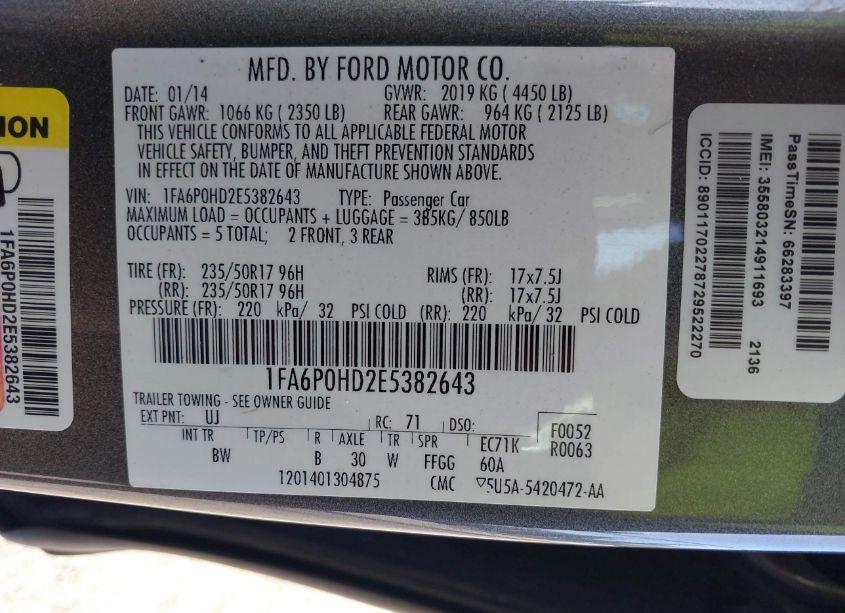 MFD. BY FORD MOTOR CO.
DATE: 01/14 GVWR: 2019 KG ( 4450 LB)
FRONT GAWR: 1066 KG ( 2350 LB) REAR GAWR: 964 KG ( 2125 LB)
THIS VEHICLE CONFORMS TO ALL APPLICABLE FEDERAL MOTOR
VEHICLE SAFETY, BUMPER, AND THEFT PREVENTION STANDARDS
IN EFFECT ON THE DATE OF MANUFACTURE SHOWN ABOVE.
VIN: 1FA6P0HD2E5382643 TYPE: Passenger Car
MAXIMUM LOAD = OCCUPANTS + LUGGAGE = 385KG/ 850LB
OCCUPANTS = 5 TOTAL; 2 FRONT, 3 REAR
TIRE (FR): 235/50R17 96H RIMS (FR): 17x7.5J
(RR): 235/50R17 96H (RR): 17x7.5J
PRESSURE (FR): 220 kPa/ 32 PSI COLD (RR): 220 kPa/ 32 PSI COLD
1FA6P0HD2E5382643
TRAILER TOWING - SEE OWNER GUIDE
EXT PNT: UJ RC: 71 DSO: F0052
INT TR TP/PS R AXLE TR SPR EC71K R0063
BW B 30 W FFGG 60A
1201401304875 CMC 5U5A-5420472-AA
TION
1FA6P0HD2E5382643
PassTimeSN: 66283397
IMEI: 355803214911693 2136
ICCID: 89011702278729522270